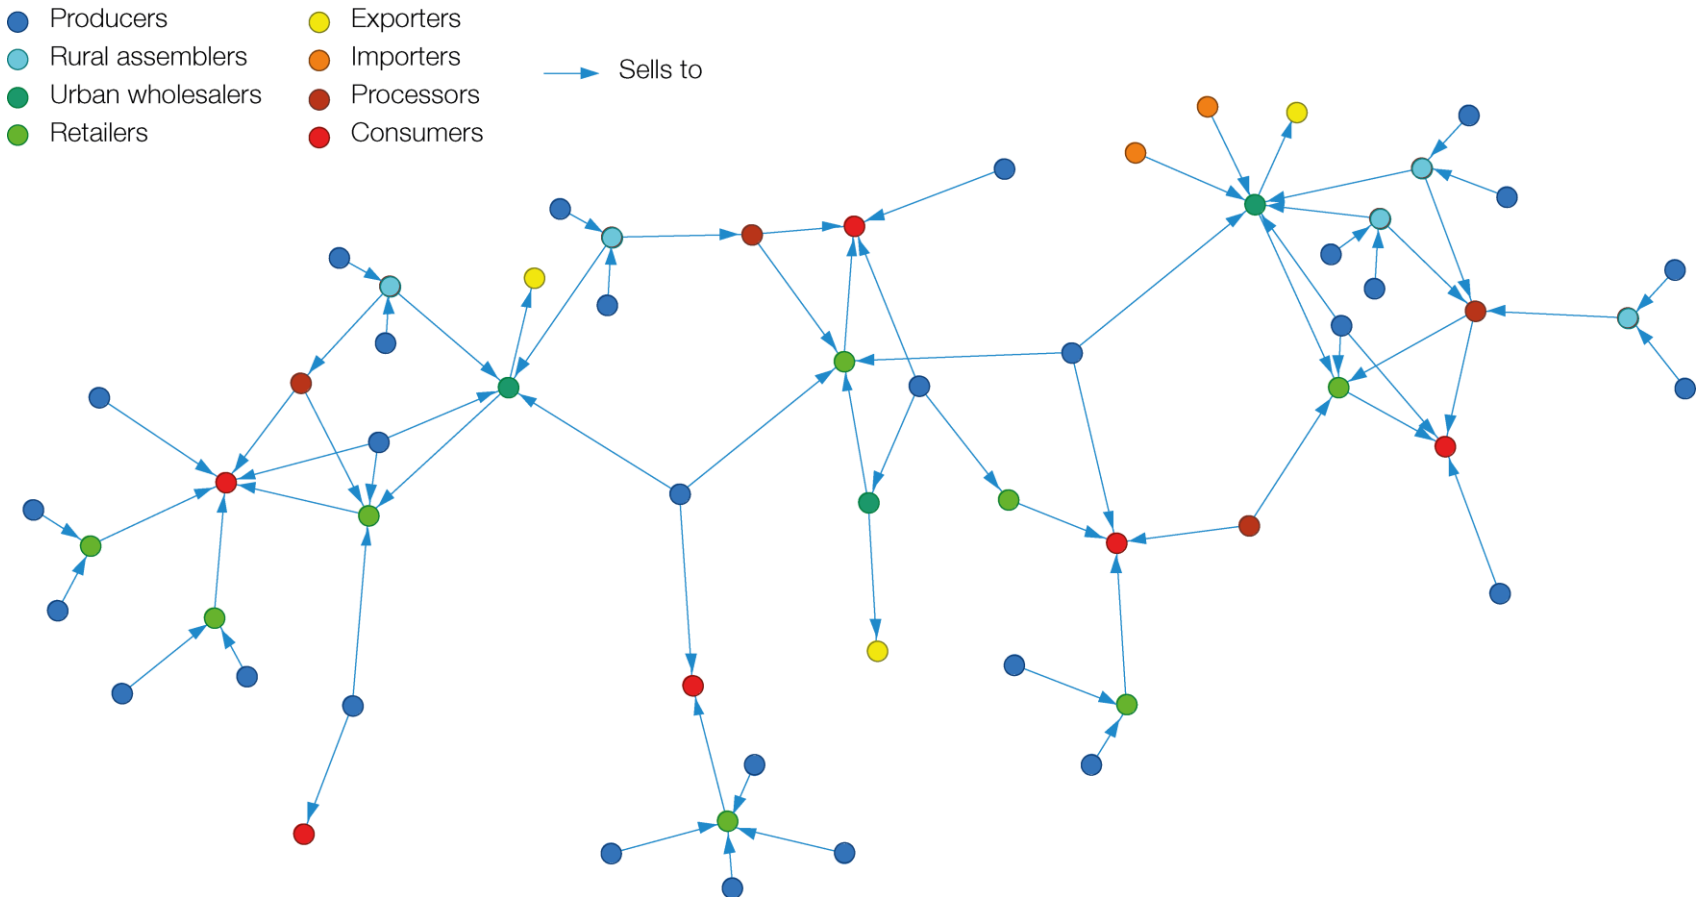 Producers
Rural assemblers
Urban wholesalers
Retailers
Exporters
Importers
Processors
Consumers
Sells to